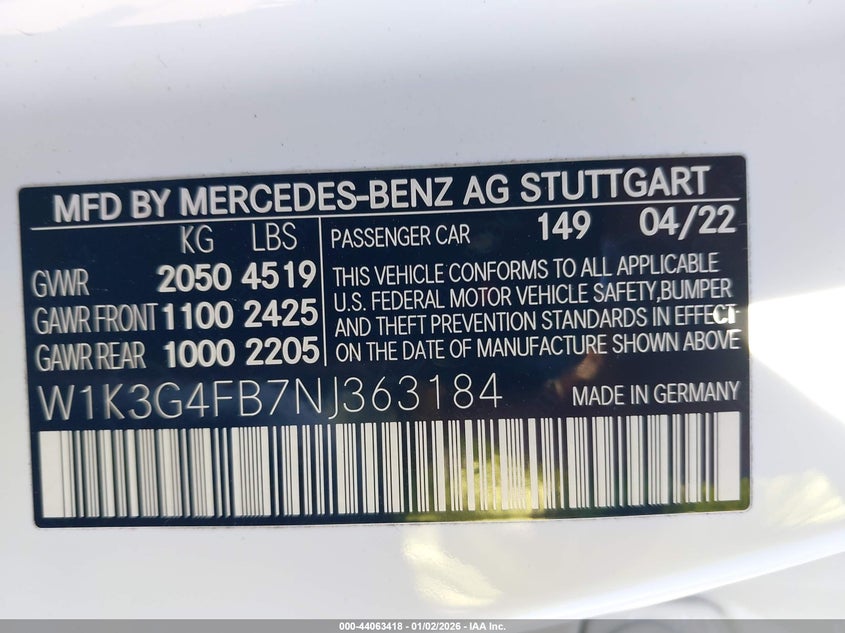 MFD BY MERCEDES-BENZ AG STUTTGART
KG LBS
GVWR 2050 4519
GAWR FRONT 1100 2425
GAWR REAR 1000 2205
PASSENGER CAR 149 04/22
THIS VEHICLE CONFORMS TO ALL APPLICABLE
U.S. FEDERAL MOTOR VEHICLE SAFETY,BUMPER
AND THEFT PREVENTION STANDARDS IN EFFECT
ON THE DATE OF MANUFACTURE SHOWN ABOVE
W1K3G4FB7NJ363184 MADE IN GERMANY
000-44063418 - 01/02/2026 - IAA Inc.